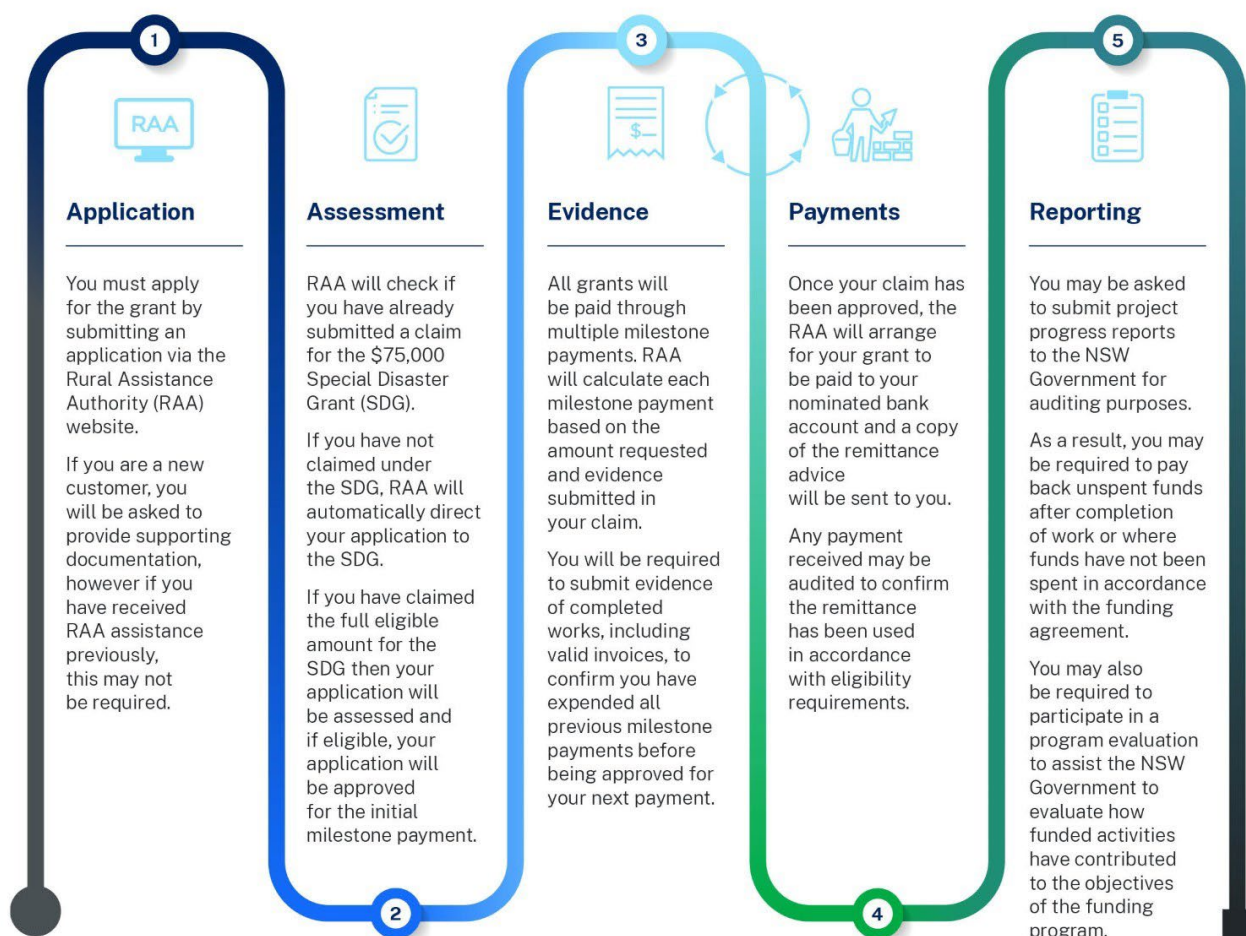 1
RAA
Application
You must apply
for the grant by
submitting an
application via the
Rural Assistance
Authority (RAA)
website.
If you are a new
customer, you
will be asked to
provide supporting
documentation,
however if you
have received
RAA assistance
previously,
this may not
be required.
Assessment
RAA will check if
you have already
submitted a claim
for the $75,000
Special Disaster
Grant (SDG).
If you have not
claimed under
the SDG, RAA will
automatically direct
your application to
the SDG.
If you have claimed
the full eligible
amount for the
SDG then your
application will
be assessed and
if eligible, your
application will
be approved
for the initial
milestone payment.
2
3
$
Evidence
All grants will
be paid through
multiple milestone
payments. RAA
will calculate each
milestone payment
based on the
amount requested
and evidence
submitted in
your claim.
You will be required
to submit evidence
of completed
works, including
valid invoices, to
confirm you have
expended all
previous milestone
payments before
being approved for
your next payment.
Payments
Once your claim has
been approved, the
RAA will arrange
for your grant to
be paid to your
nominated bank
account and a copy
of the remittance
advice
will be sent to you.
Any payment
received may be
audited to confirm
the remittance
has been used
in accordance
with eligibility
requirements.
4
5
Reporting
You may be asked
to submit project
progress reports
to the NSW
Government for
auditing purposes.
As a result, you may
be required to pay
back unspent funds
after completion
of work or where
funds have not been
spent in accordance
with the funding
agreement.
You may also
be required to
participate in a
program evaluation
to assist the NSW
Government to
evaluate how
funded activities
have contributed
to the objectives
of the funding
program.